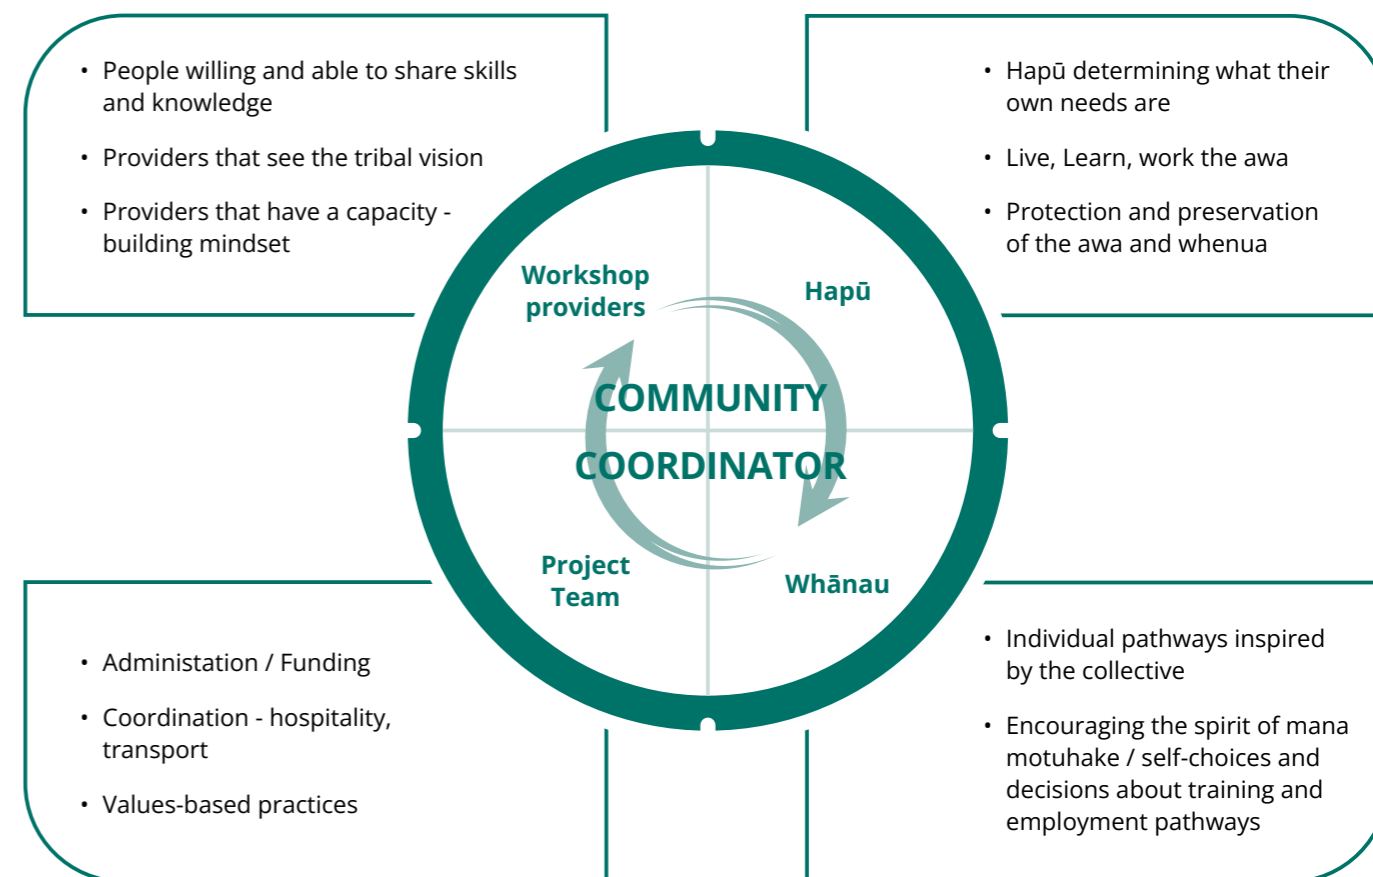 • People willing and able to share skills
and knowledge
• Providers that see the tribal vision
• Providers that have a capacity -
building mindset
• Hapū determining what their
own needs are
• Live, Learn, work the awa
• Protection and preservation
of the awa and whenua
Workshop
providers
Hapū
COMMUNITY
COORDINATOR
Project
Team
Whānau
• Administation / Funding
• Coordination - hospitality,
transport
• Values-based practices
• Individual pathways inspired
by the collective
• Encouraging the spirit of mana
motuhake / self-choices and
decisions about training and
employment pathways